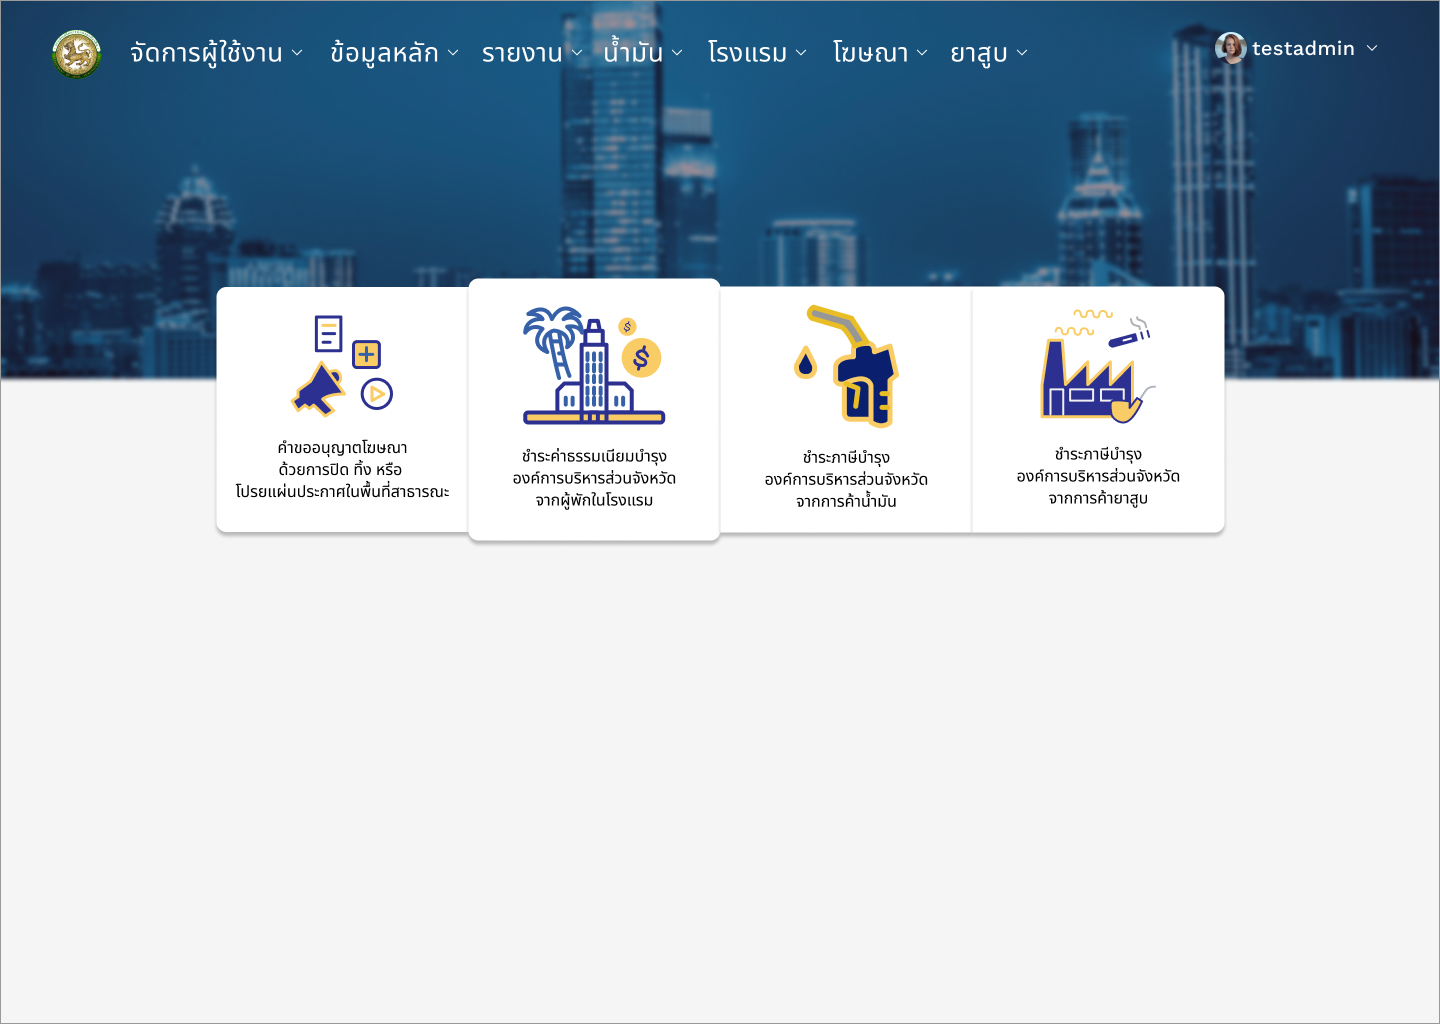 จัดการผู้ใช้งาน ข้อมูลหลัก รายงาน น้ำมัน โรงแรม โฆษณา ยาสูบ testadmin
คำขออนุญาตโฆษณา
ด้วยการปิด ทิ้ง หรือ
โปรยแผ่นประกาศในพื้นที่สาธารณะ
ชำระค่าธรรมเนียมบำรุง
องค์การบริหารส่วนจังหวัด
จากผู้พักในโรงแรม
ชำระภาษีบำรุง
องค์การบริหารส่วนจังหวัด
จากการค้าน้ำมัน
ชำระภาษีบำรุง
องค์การบริหารส่วนจังหวัด
จากการค้ายาสูบ